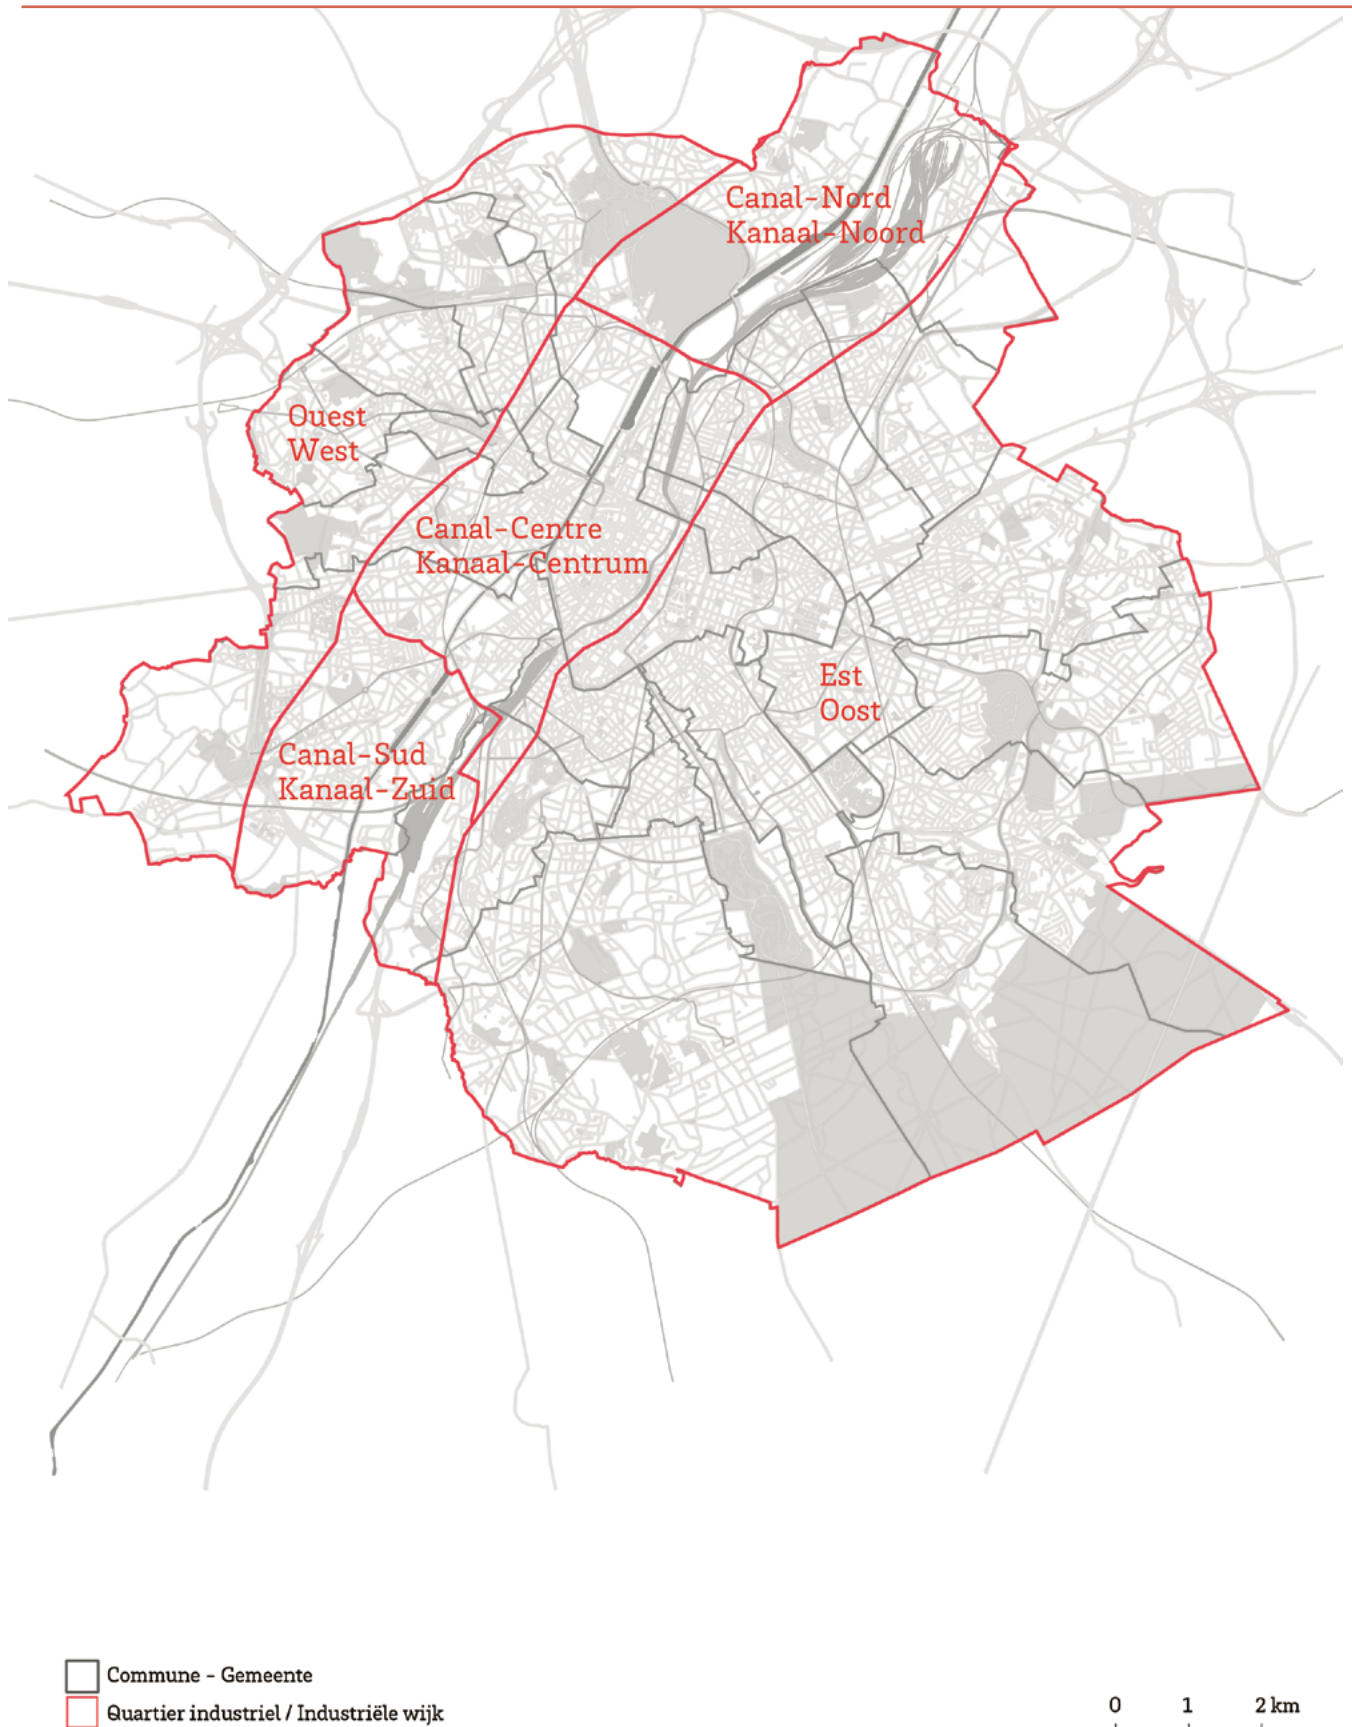 Canal-Nord
Kanaal-Noord
Ouest
West
Canal-Centre
Kanaal-Centrum
Est
Oost
Canal-Sud
Kanaal-Zuid
Commune - Gemeente
Quartier industriel / Industriële wijk
0 1 2 km